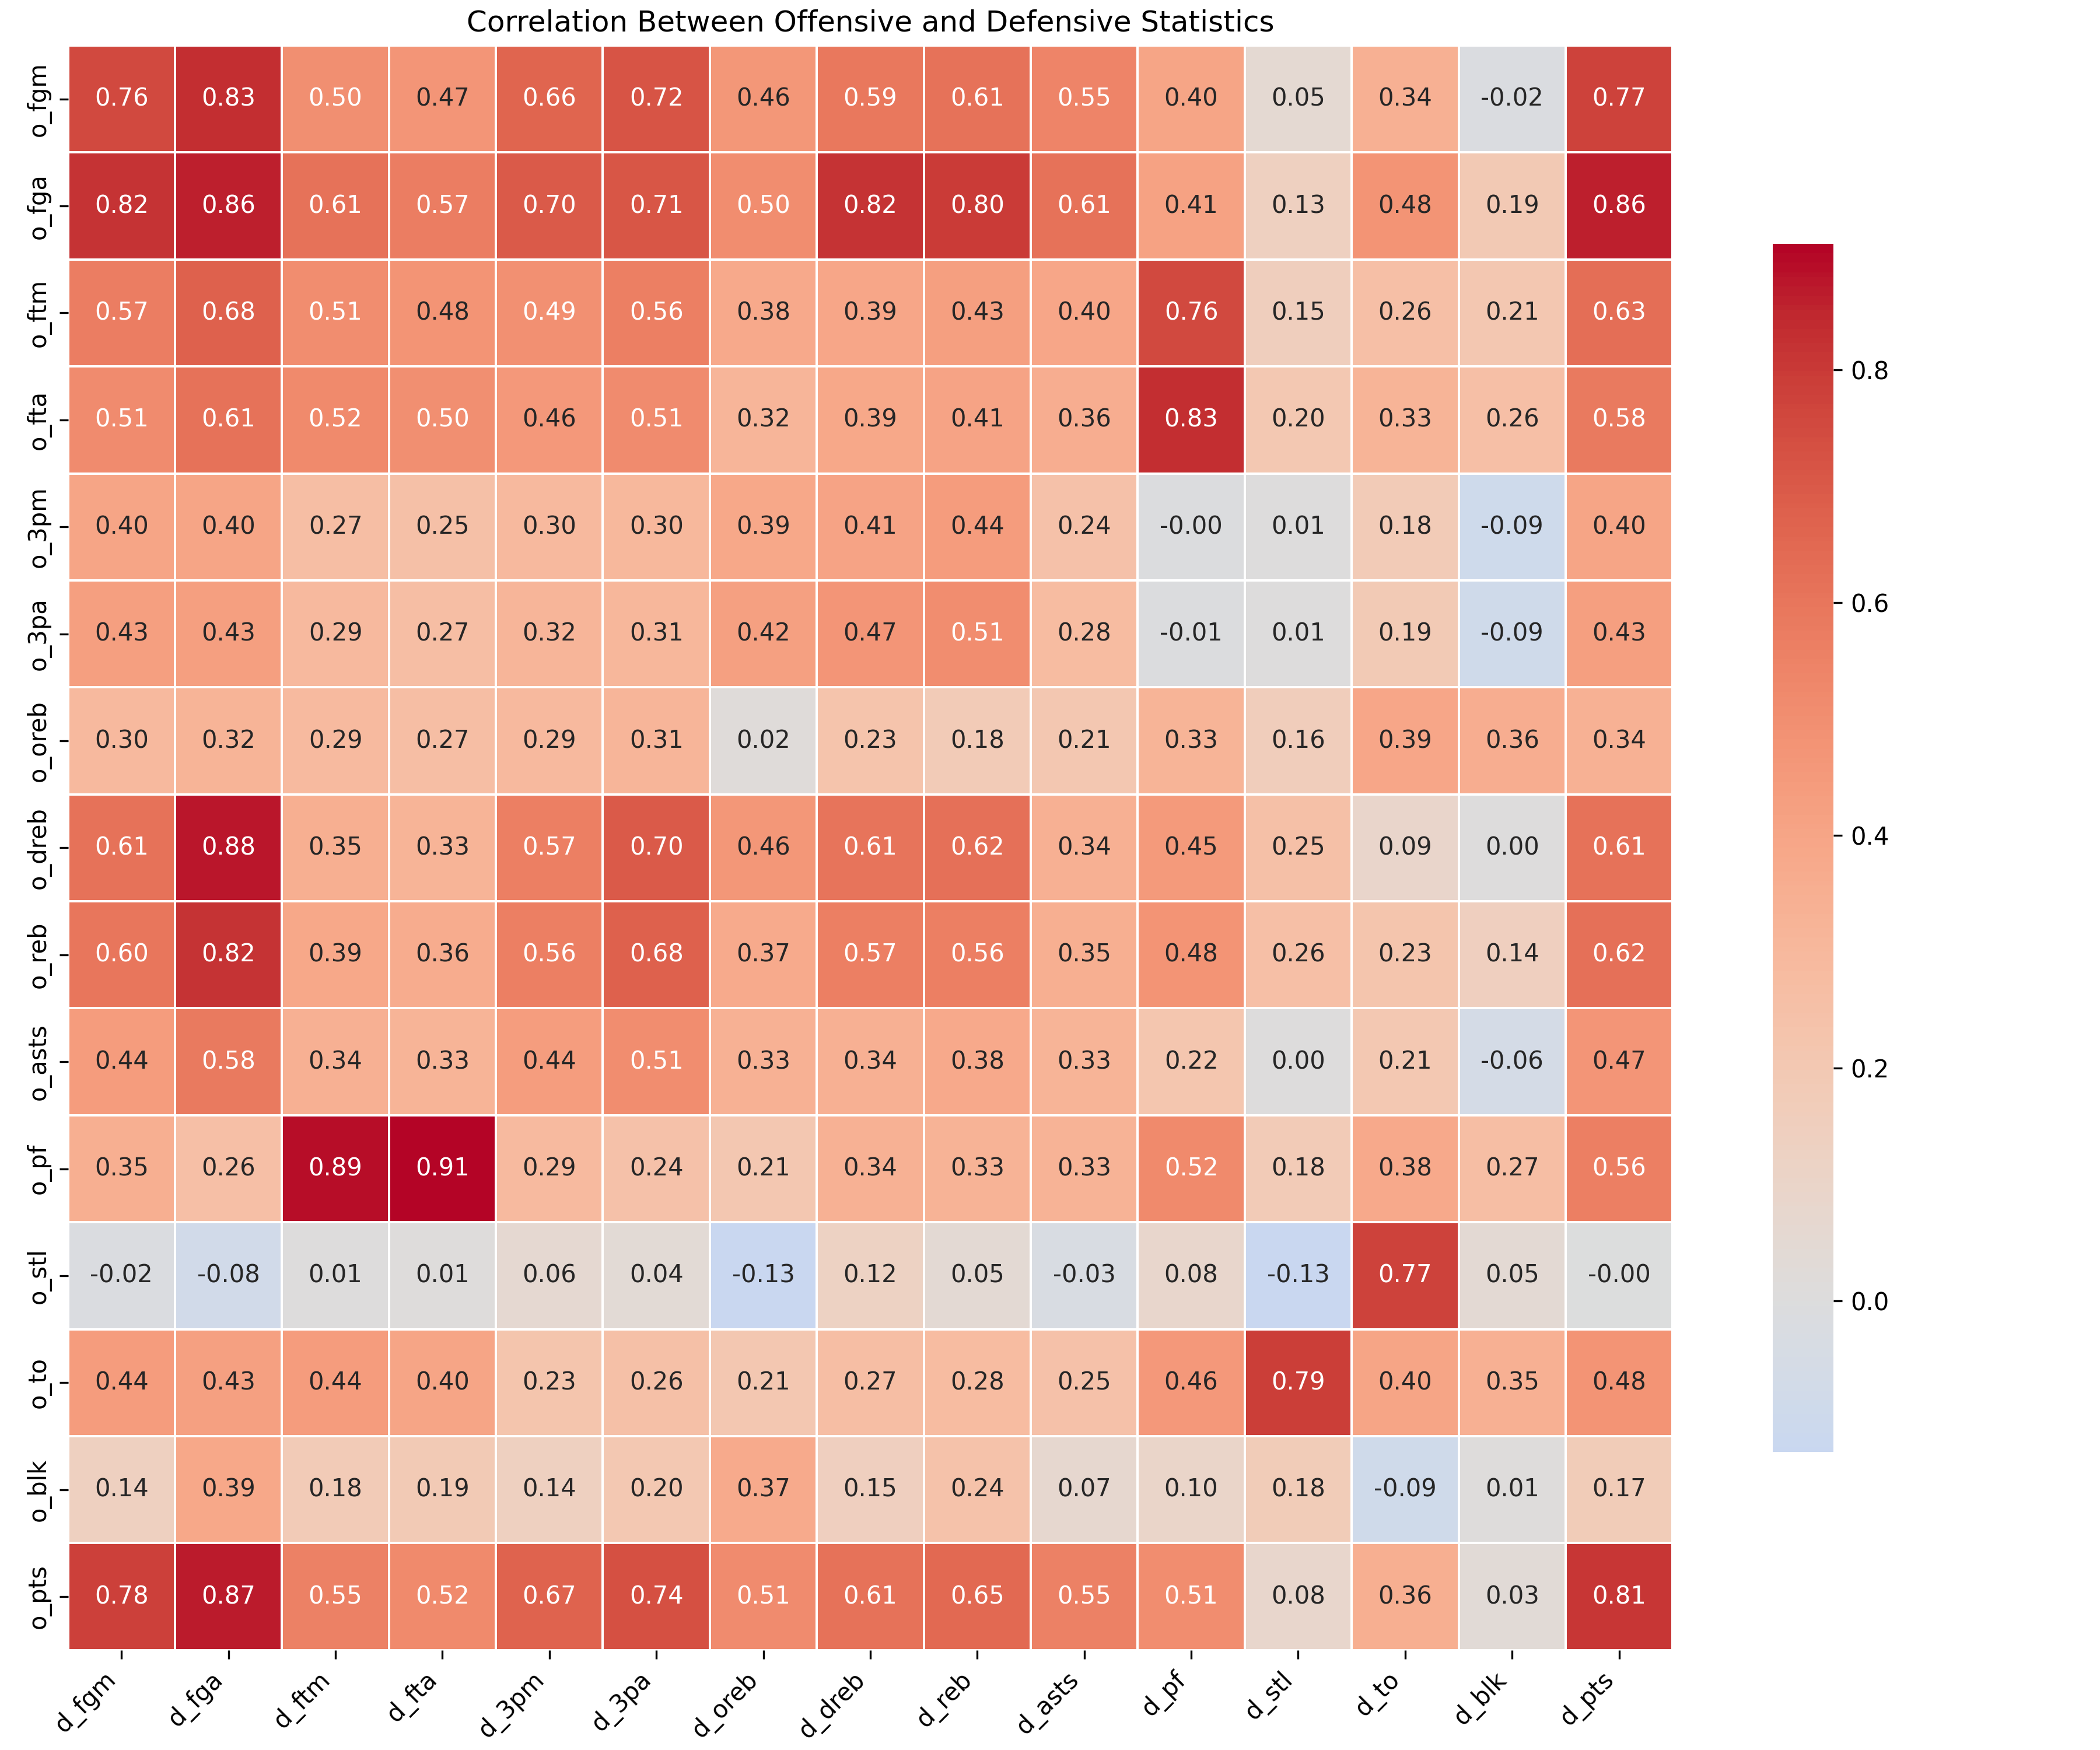 Correlation Between Offensive and Defensive Statistics
o_fgm 0.76 0.83 0.50 0.47 0.66 0.72 0.46 0.59 0.61 0.55 0.40 0.05 0.34 -0.02 0.77
o_fga 0.82 0.86 0.61 0.57 0.70 0.71 0.50 0.82 0.80 0.61 0.41 0.13 0.48 0.19 0.86
o_ftm 0.57 0.68 0.51 0.48 0.49 0.56 0.38 0.39 0.43 0.40 0.76 0.15 0.26 0.21 0.63
o_fta 0.51 0.61 0.52 0.50 0.46 0.51 0.32 0.39 0.41 0.36 0.83 0.20 0.33 0.26 0.58
o_3pm 0.40 0.40 0.27 0.25 0.30 0.30 0.39 0.41 0.44 0.24 -0.00 0.01 0.18 -0.09 0.40
o_3pa 0.43 0.43 0.29 0.27 0.32 0.31 0.42 0.47 0.51 0.28 -0.01 0.01 0.19 -0.09 0.43
o_oreb 0.30 0.32 0.29 0.27 0.29 0.31 0.02 0.23 0.18 0.21 0.33 0.16 0.39 0.36 0.34
o_dreb 0.61 0.88 0.35 0.33 0.57 0.70 0.46 0.61 0.62 0.34 0.45 0.25 0.09 0.00 0.61
o_reb 0.60 0.82 0.39 0.36 0.56 0.68 0.37 0.57 0.56 0.35 0.48 0.26 0.23 0.14 0.62
o_asts 0.44 0.58 0.34 0.33 0.44 0.51 0.33 0.34 0.38 0.33 0.22 0.00 0.21 -0.06 0.47
o_pf 0.35 0.26 0.89 0.91 0.29 0.24 0.21 0.34 0.33 0.33 0.52 0.18 0.38 0.27 0.56
o_stl -0.02 -0.08 0.01 0.01 0.06 0.04 -0.13 0.12 0.05 -0.03 0.08 -0.13 0.77 0.05 -0.00
o_to 0.44 0.43 0.44 0.40 0.23 0.26 0.21 0.27 0.28 0.25 0.46 0.79 0.40 0.35 0.48
o_blk 0.14 0.39 0.18 0.19 0.14 0.20 0.37 0.15 0.24 0.07 0.10 0.18 -0.09 0.01 0.17
o_pts 0.78 0.87 0.55 0.52 0.67 0.74 0.51 0.61 0.65 0.55 0.51 0.08 0.36 0.03 0.81
d_fgm d_fga d_ftm d_fta d_3pm d_3pa d_oreb d_dreb d_reb d_asts d_pf d_stl d_to d_blk d_pts
0.8
0.6
0.4
0.2
0.0